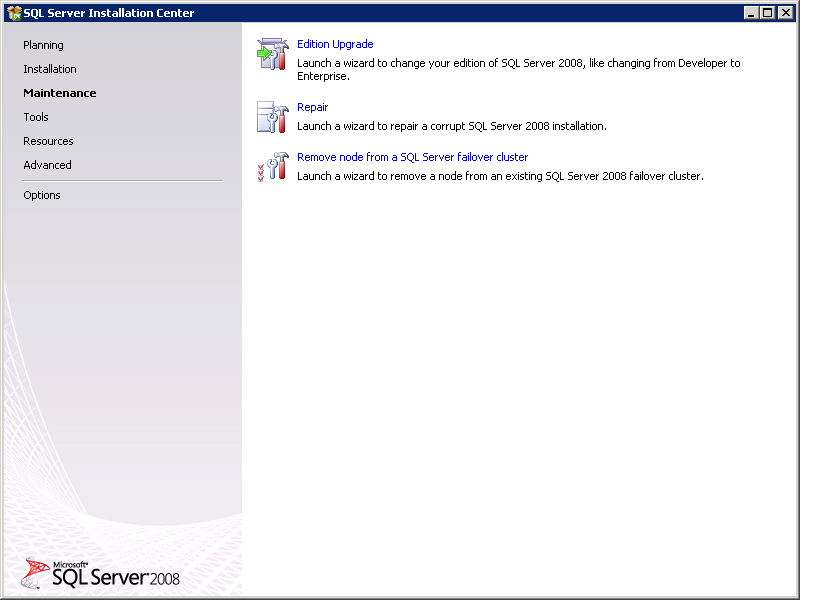 SQL Server Installation Center
Planning
Installation
Maintenance
Tools
Resources
Advanced
Options
Edition Upgrade
Launch a wizard to change your edition of SQL Server 2008, like changing from Developer to
Enterprise.
Repair
Launch a wizard to repair a corrupt SQL Server 2008 installation.
Remove node from a SQL Server failover cluster
Launch a wizard to remove a node from an existing SQL Server 2008 failover cluster.
Microsoft®
SQL Server 2008